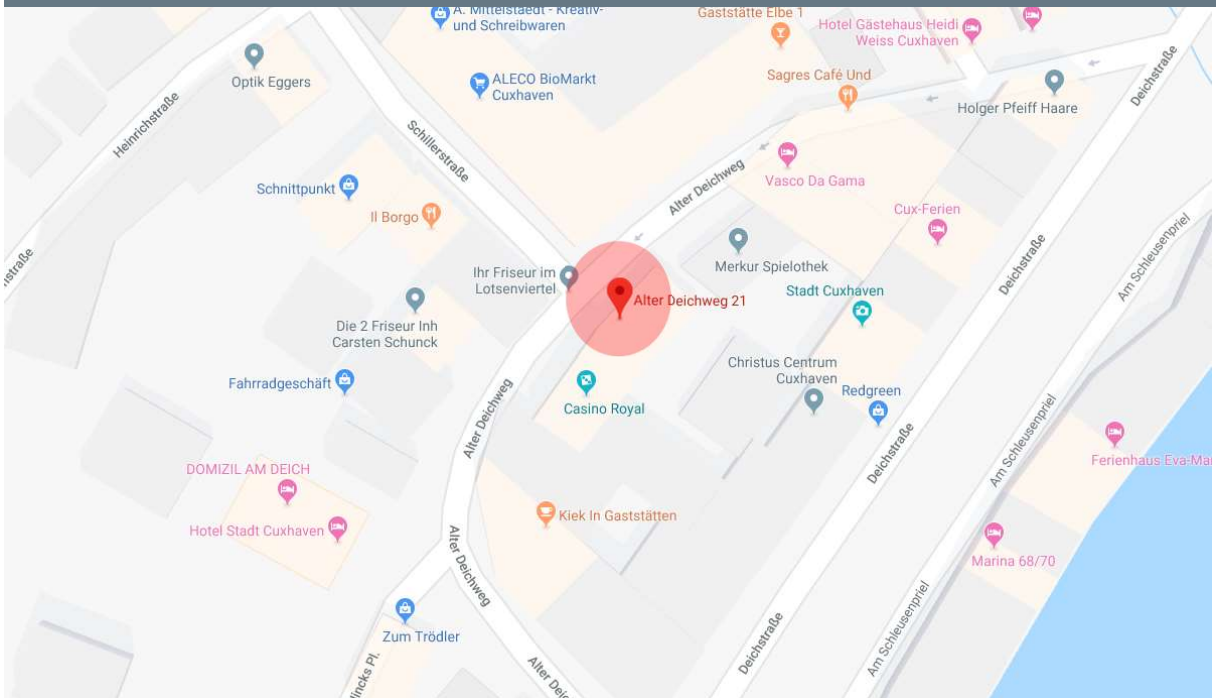 A. Mittelstaedt - Kreativ-
und Schreibwaren
Gaststätte Elbe 1
Hotel Gästehaus Heidi
Weiss Cuxhaven
Optik Eggers
ALECO BioMarkt
Cuxhaven
Sagres Café Und
Holger Pfeiff Haare
Deichstraße
Heinrichstraße
Schillerstraße
Alter Deichweg
Vasco Da Gama
Schnittpunkt
Il Borgo
Cux-Ferien
Am Schleusenpriel
Ihr Friseur im
Lotsenviertel
Merkur Spielothek
Deichstraße
Alter Deichweg 21
Stadt Cuxhaven
Die 2 Friseur Inh
Carsten Schunck
Christus Centrum
Cuxhaven
Fahrradgeschäft
Casino Royal
Redgreen
Alter Deichweg
Deichstraße
Am Schleusenpriel
Ferienhaus Eva-Ma
DOMIZIL AM DEICH
Hotel Stadt Cuxhaven
Kiek In Gaststätten
Alter Deichweg
Marina 68/70
Zum Trödler
Deichstraße
Am Schleusenpriel